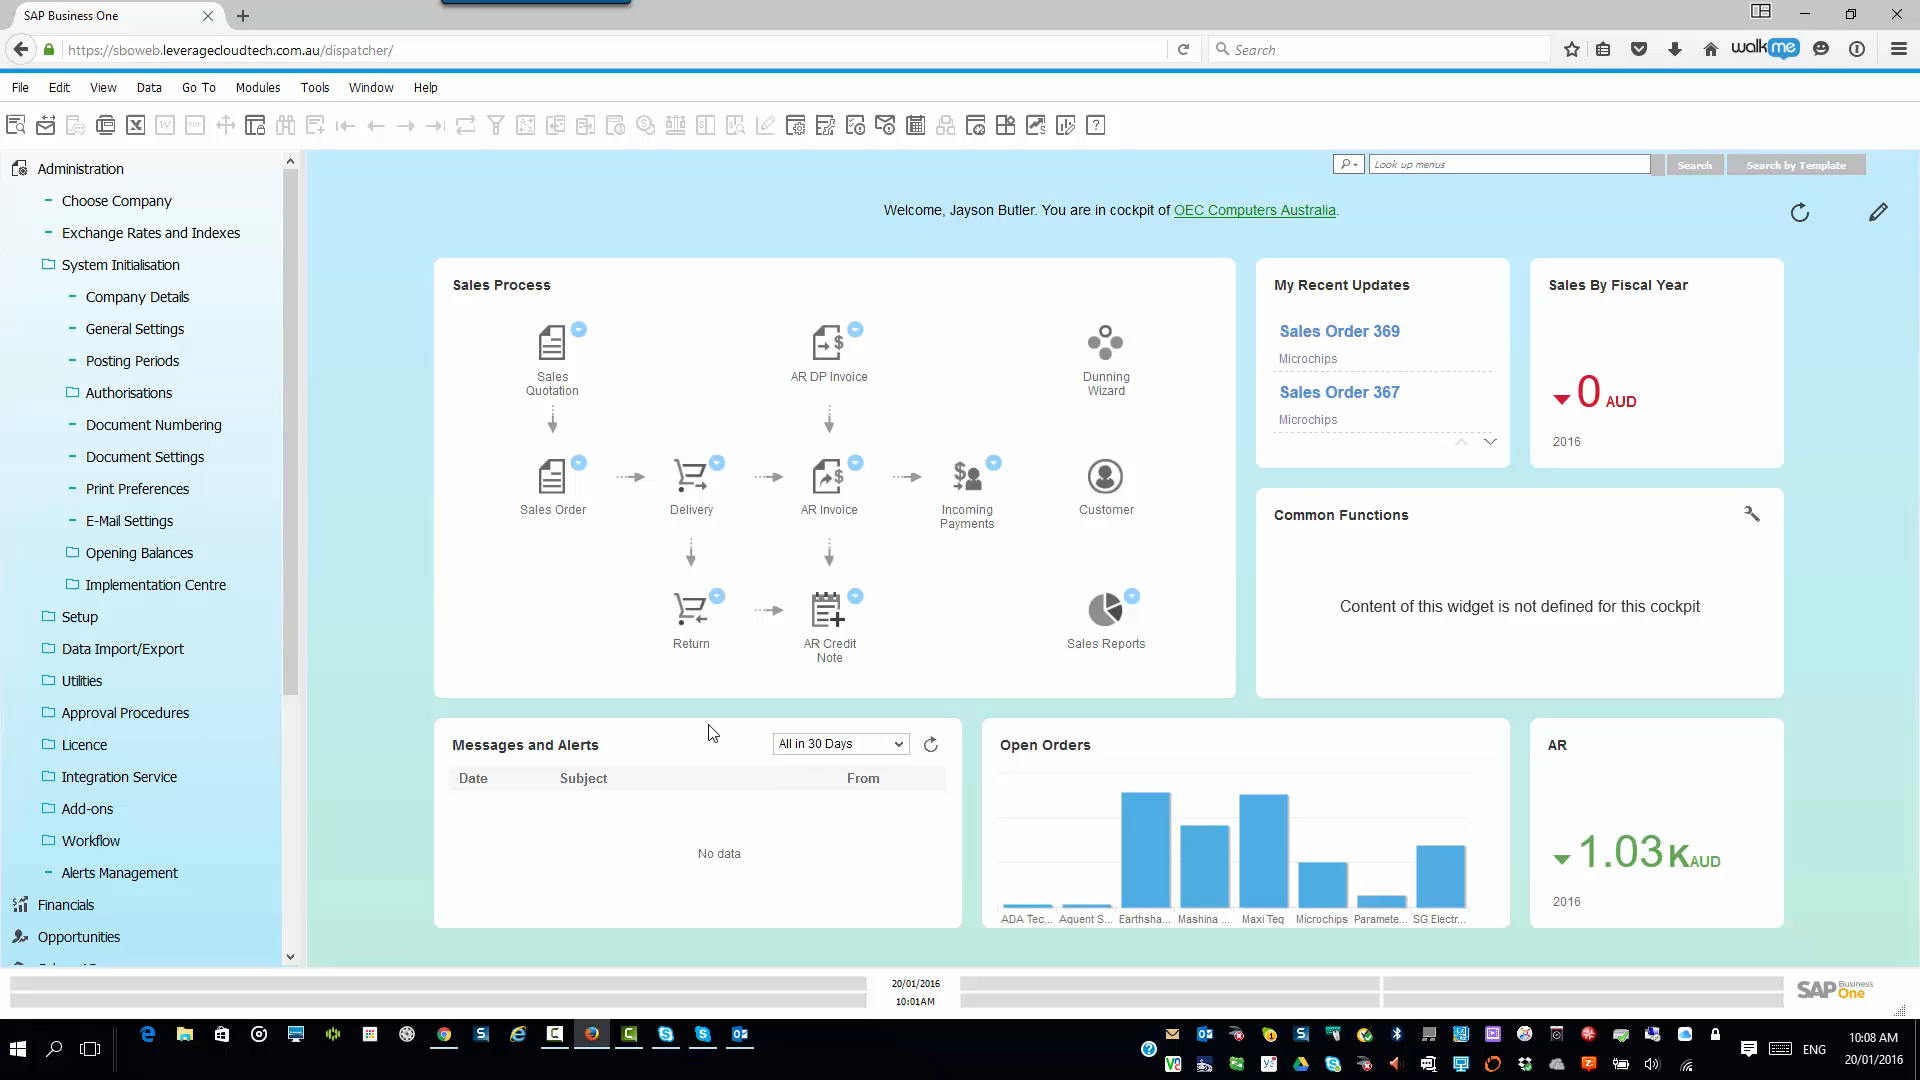 SAP Business One
https://sboweb.leveragecloudtech.com.au/dispatcher/
Search
walkme
File Edit View Data Go To Modules Tools Window Help
Administration
Choose Company
Exchange Rates and Indexes
System Initialisation
Company Details
General Settings
Posting Periods
Authorisations
Document Numbering
Document Settings
Print Preferences
E-Mail Settings
Opening Balances
Implementation Centre
Setup
Data Import/Export
Utilities
Approval Procedures
Licence
Integration Service
Add-ons
Workflow
Alerts Management
Financials
Opportunities
Look up menus
Search
Search by Template
Welcome, Jayson Butler. You are in cockpit of OEC Computers Australia.
Sales Process
Sales
Quotation
AR DP Invoice
Dunning
Wizard
Sales Order
Delivery
AR Invoice
Incoming
Payments
Customer
Return
AR Credit
Note
Sales Reports
My Recent Updates
Sales Order 369
Microchips
Sales Order 367
Microchips
Sales By Fiscal Year
0 AUD
2016
Common Functions
Content of this widget is not defined for this cockpit
Messages and Alerts
All in 30 Days
Date Subject From
No data
Open Orders
ADA Tec... Aquent S... Earthsha... Mashina ... Maxi Teq Microchips Paramete... SG Electr...
AR
1.03 K AUD
2016
20/01/2016
10:01AM
SAP Business One
ENG
10:08 AM
20/01/2016